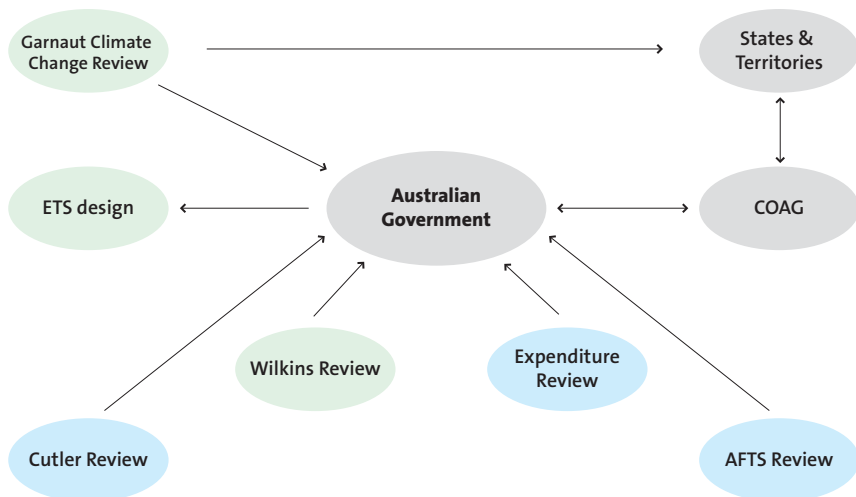 Garnaut Climate
Change Review
States &
Territories
ETS design
Australian
Government
COAG
Wilkins Review
Expenditure
Review
Cutler Review
AFTS Review